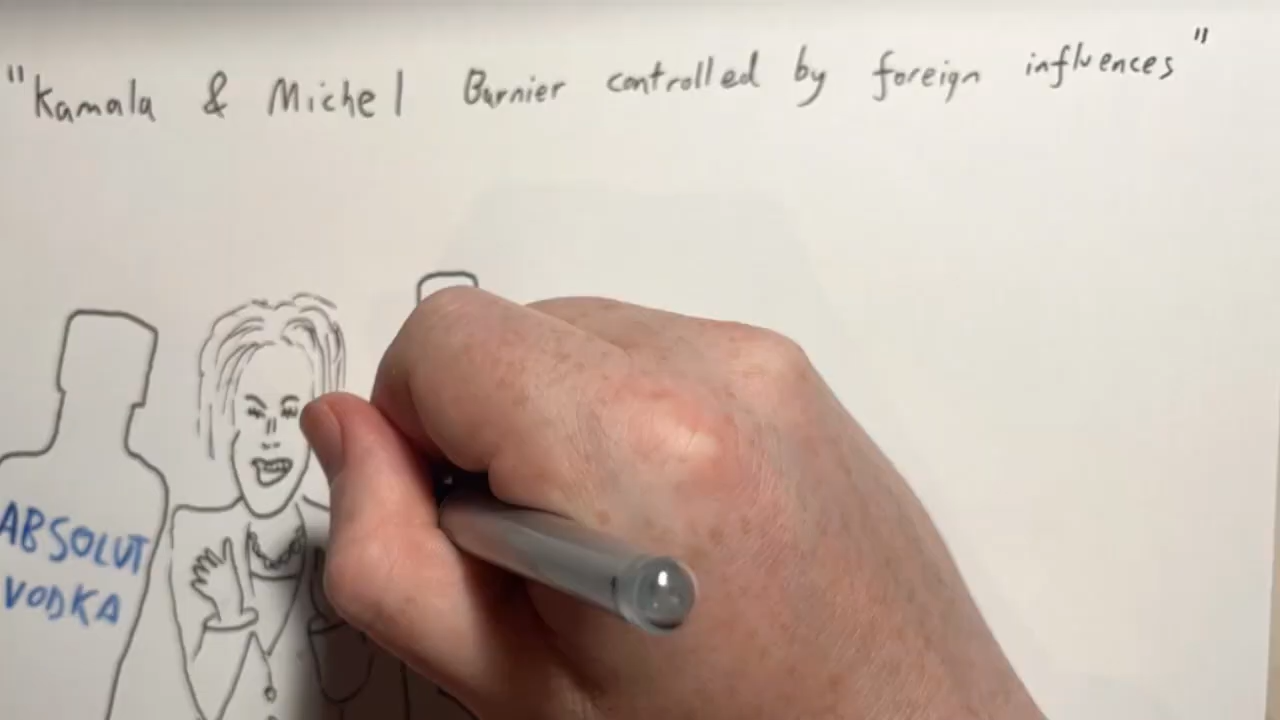 "Kamala & Michel Barnier controlled by foreign influences"
ABSOLUT
VODKA